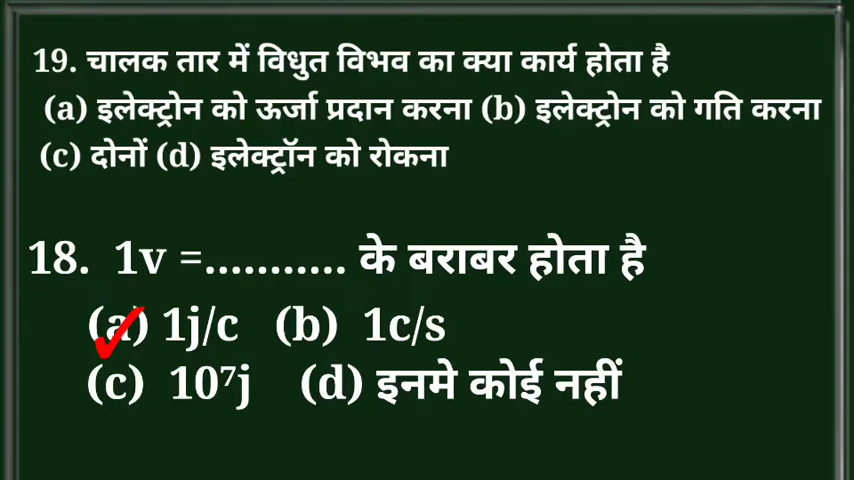 19. चालक तार में विधुत विभव का क्या कार्य होता है
(a) इलेक्ट्रोन को ऊर्जा प्रदान करना (b) इलेक्ट्रोन को गति करना
(c) दोनों (d) इलेक्ट्रॉन को रोकना
18. 1v =........... के बराबर होता है
(a) 1j/c (b) 1c/s
(c) 10⁷j (d) इनमे कोई नहीं